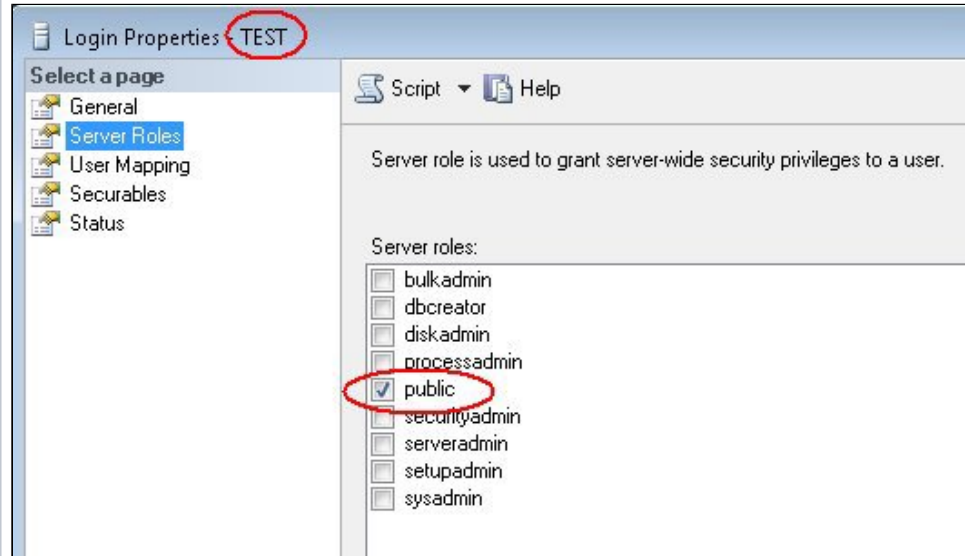 Login Properties - TEST
Select a page
General
Server Roles
User Mapping
Securables
Status
Script Help
Server role is used to grant server-wide security privileges to a user.
Server roles:
bulkadmin
dbcreator
diskadmin
processadmin
public
securityadmin
serveradmin
setupadmin
sysadmin